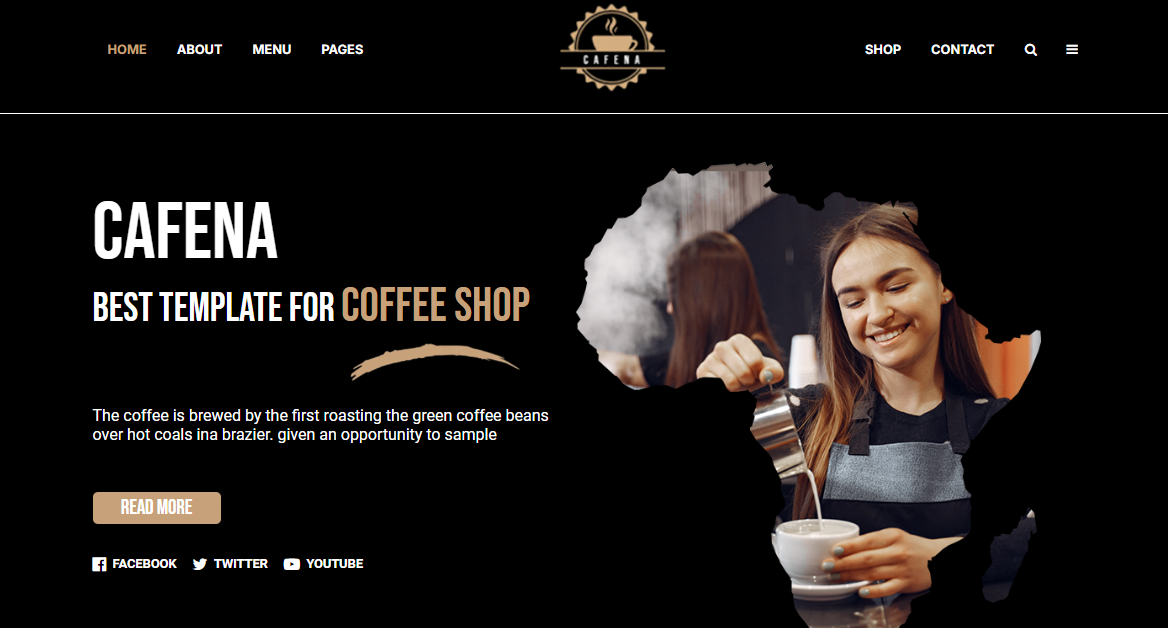 HOME ABOUT MENU PAGES
CAFENA
SHOP CONTACT
CAFENA
BEST TEMPLATE FOR COFFEE SHOP
The coffee is brewed by the first roasting the green coffee beans
over hot coals ina brazier. given an opportunity to sample
READ MORE
FACEBOOK TWITTER YOUTUBE